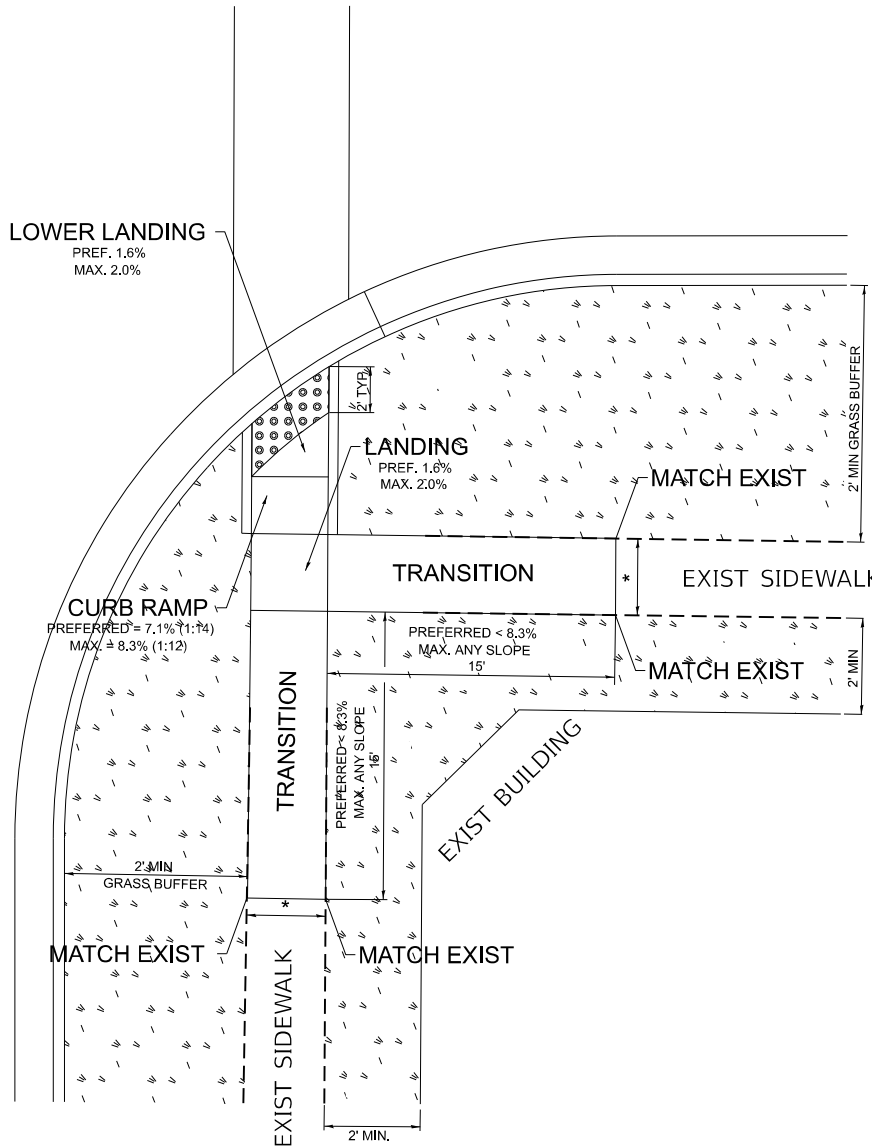 LOWER LANDING
PREF. 1.6%
MAX. 2.0%
2' TYP.
LANDING
PREF. 1.6%
MAX. 2.0%
2' MIN GRASS BUFFER
MATCH EXIST
TRANSITION
*
EXIST SIDEWALK
CURB RAMP
PREFERRED = 7.1% (1:14)
MAX. = 8.3% (1:12)
PREFERRED < 8.3%
MAX. ANY SLOPE
15'
MATCH EXIST
2' MIN
TRANSITION
PREFERRED < 8.3%
MAX. ANY SLOPE
15'
EXIST BUILDING
2' MIN
GRASS BUFFER
*
MATCH EXIST
MATCH EXIST
EXIST SIDEWALK
2' MIN.